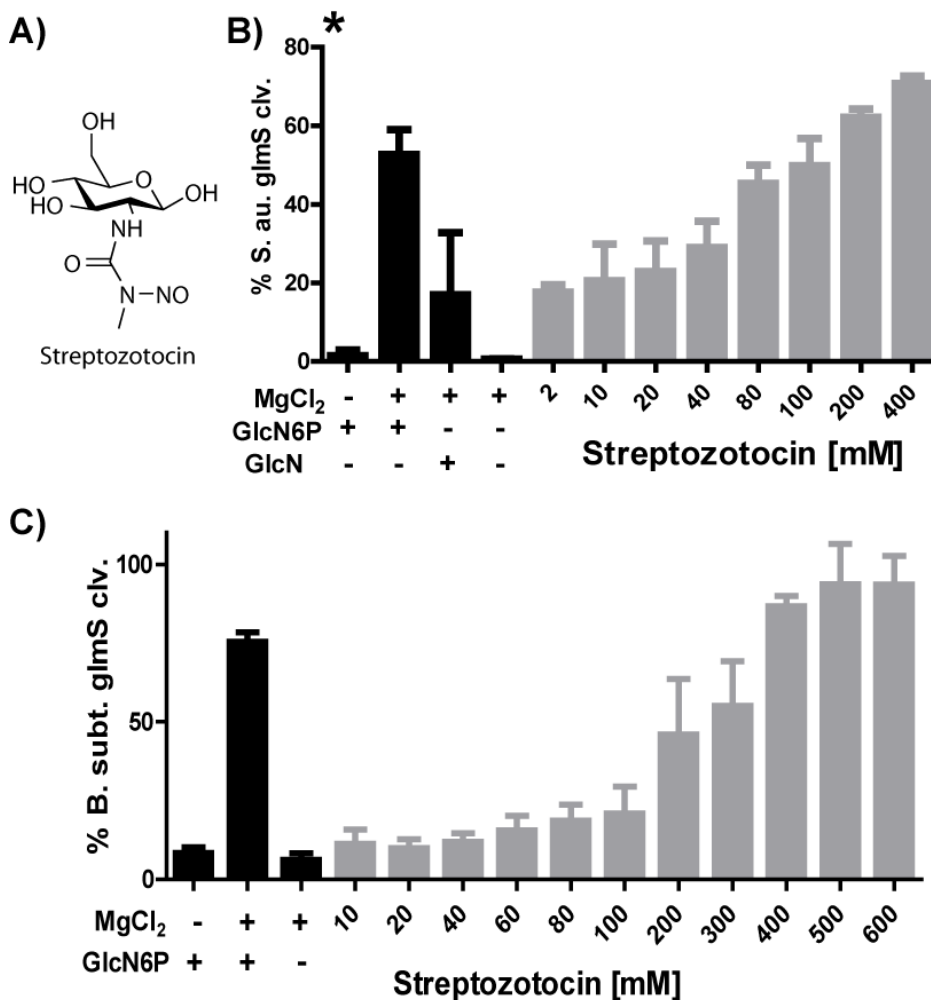 A)
OH
O
OH
HO
HO
NH
O
N–NO
Streptozotocin
B)
*
% S. au. glmS clv.
80
60
40
20
0
MgCl2 - + + +
GlcN6P + + - -
GlcN - - + -
2 10 20 40 80 100 200 400
Streptozotocin [mM]
C)
% B. subt. glmS clv.
100
50
0
MgCl2 - + +
GlcN6P + + -
10 20 40 60 80 100 200 300 400 500 600
Streptozotocin [mM]